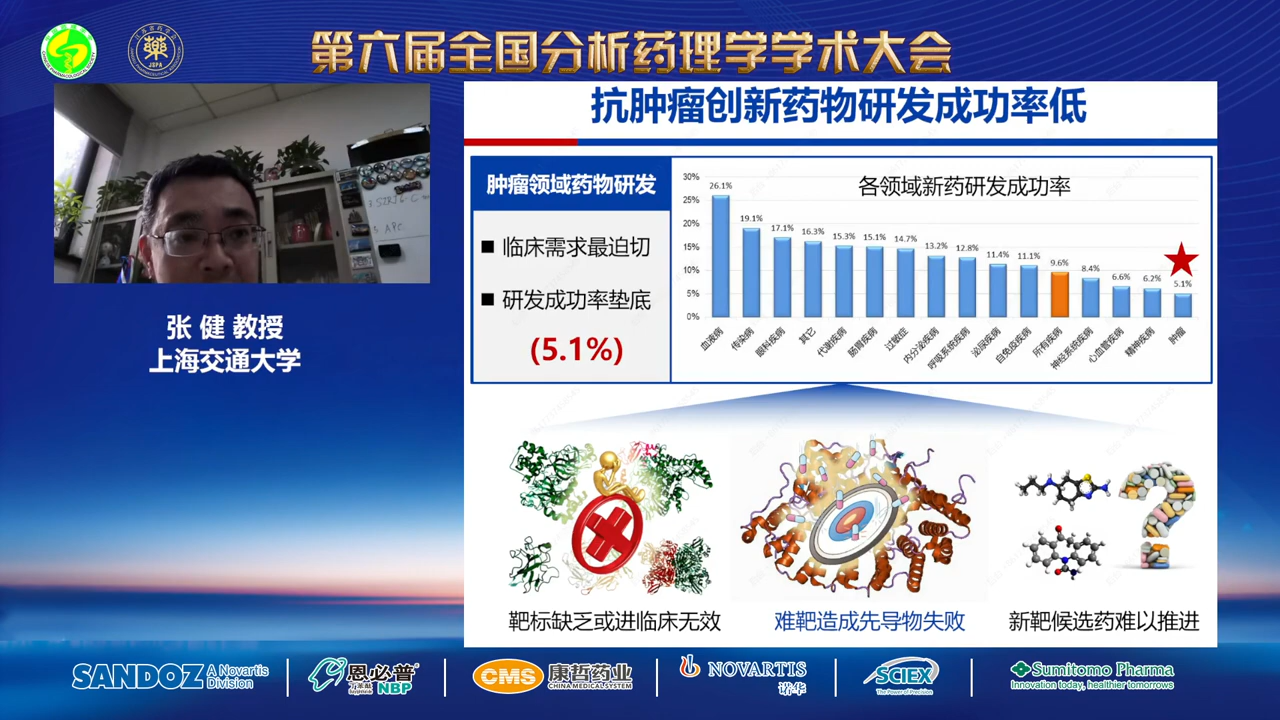 第六届全国分析药理学学术大会
抗肿瘤创新药物研发成功率低
肿瘤领域药物研发
■ 临床需求最迫切
■ 研发成功率垫底
(5.1%)
各领域新药研发成功率
30%
25%
20%
15%
10%
5%
0%
26.1%
19.1%
17.1%
16.3%
15.3%
15.1%
14.7%
13.2%
12.8%
11.4%
11.1%
9.6%
8.4%
6.6%
6.2%
5.1%
血液病
传染病
眼科疾病
其它
代谢疾病
肠胃疾病
过敏症
内分泌疾病
呼吸系统疾病
泌尿疾病
自免疫疾病
所有疾病
神经系统疾病
心血管疾病
精神疾病
肿瘤
张 健 教授
上海交通大学
靶标缺乏或进临床无效
难靶造成先导物失败
新靶候选药难以推进
SANDOZ A Novartis
Division
恩必普
NBP
CMS 康哲药业
CHINA MEDICAL SYSTEM
NOVARTIS
诺华
SCIEX
The Power of Precision
Sumitomo Pharma
Innovation today, healthier tomorrows